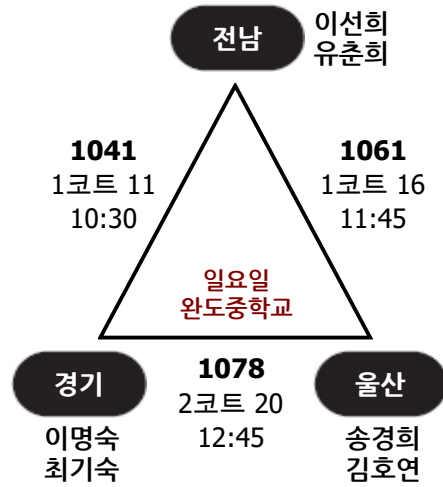 전남
이선희
유춘희
1041
1코트 11
10:30
1061
1코트 16
11:45
일요일
완도중학교
경기
이명숙
최기숙
1078
2코트 20
12:45
울산
송경희
김호연